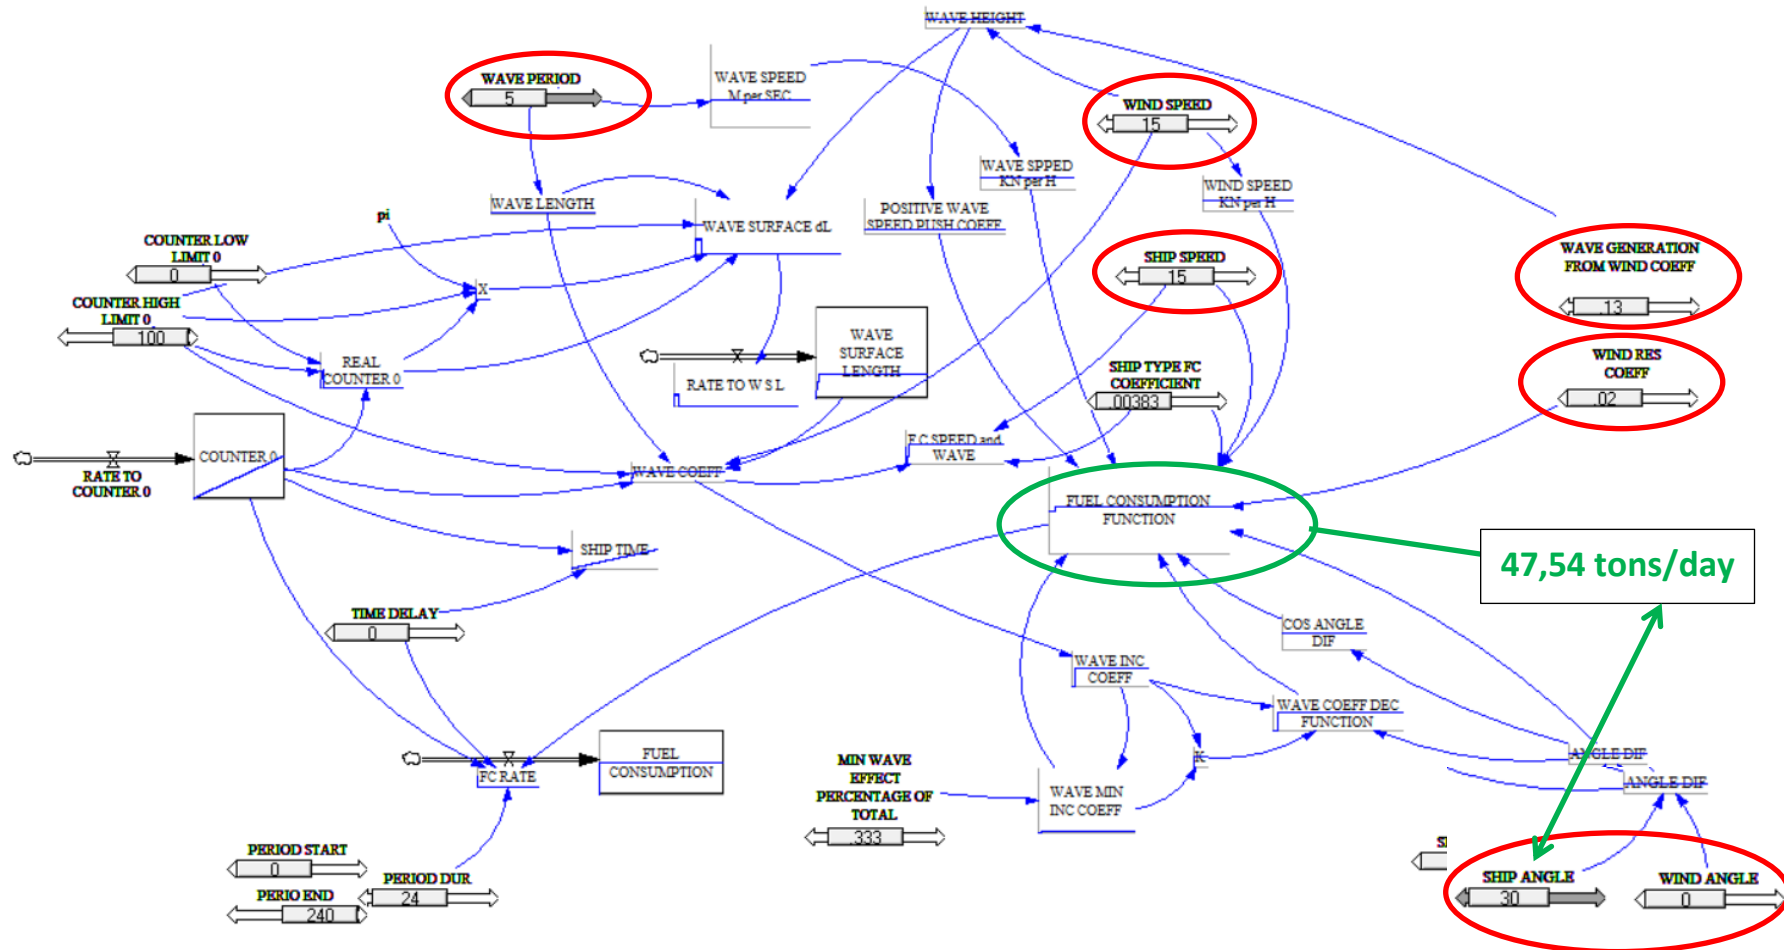 WAVE HEIGHT
WAVE PERIOD
5
WAVE SPEED
M per SEC
WIND SPEED
15
WAVE SPPED
KN per H
WIND SPEED
KN per H
WAVE LENGTH
pi
WAVE SURFACE dL
POSITIVE WAVE
SPEED PUSH COEFF
COUNTER LOW
LIMIT 0
0
SHIP SPEED
15
WAVE GENERATION
FROM WIND COEFF
.13
COUNTER HIGH
LIMIT 0
100
X
WAVE
SURFACE
LENGTH
REAL
COUNTER 0
RATE TO W S L
SHIP TYPE FC
COEFFICIENT
.00383
WIND RES
COEFF
.02
COUNTER 0
RATE TO
COUNTER 0
WAVE COEFF
F.C SPEED and
WAVE
FUEL CONSUMPTION
FUNCTION
47,54 tons/day
SHIP TIME
TIME DELAY
0
COS ANGLE
DIF
WAVE INC
COEFF
WAVE COEFF DEC
FUNCTION
FUEL
CONSUMPTION
FC RATE
K
ANGLE DIF
ANGLE DIF
MIN WAVE
EFFECT
PERCENTAGE OF
TOTAL
.333
WAVE MIN
INC COEFF
PERIOD START
0
PERIO END
240
PERIOD DUR
24
SHIP ANGLE
30
WIND ANGLE
0